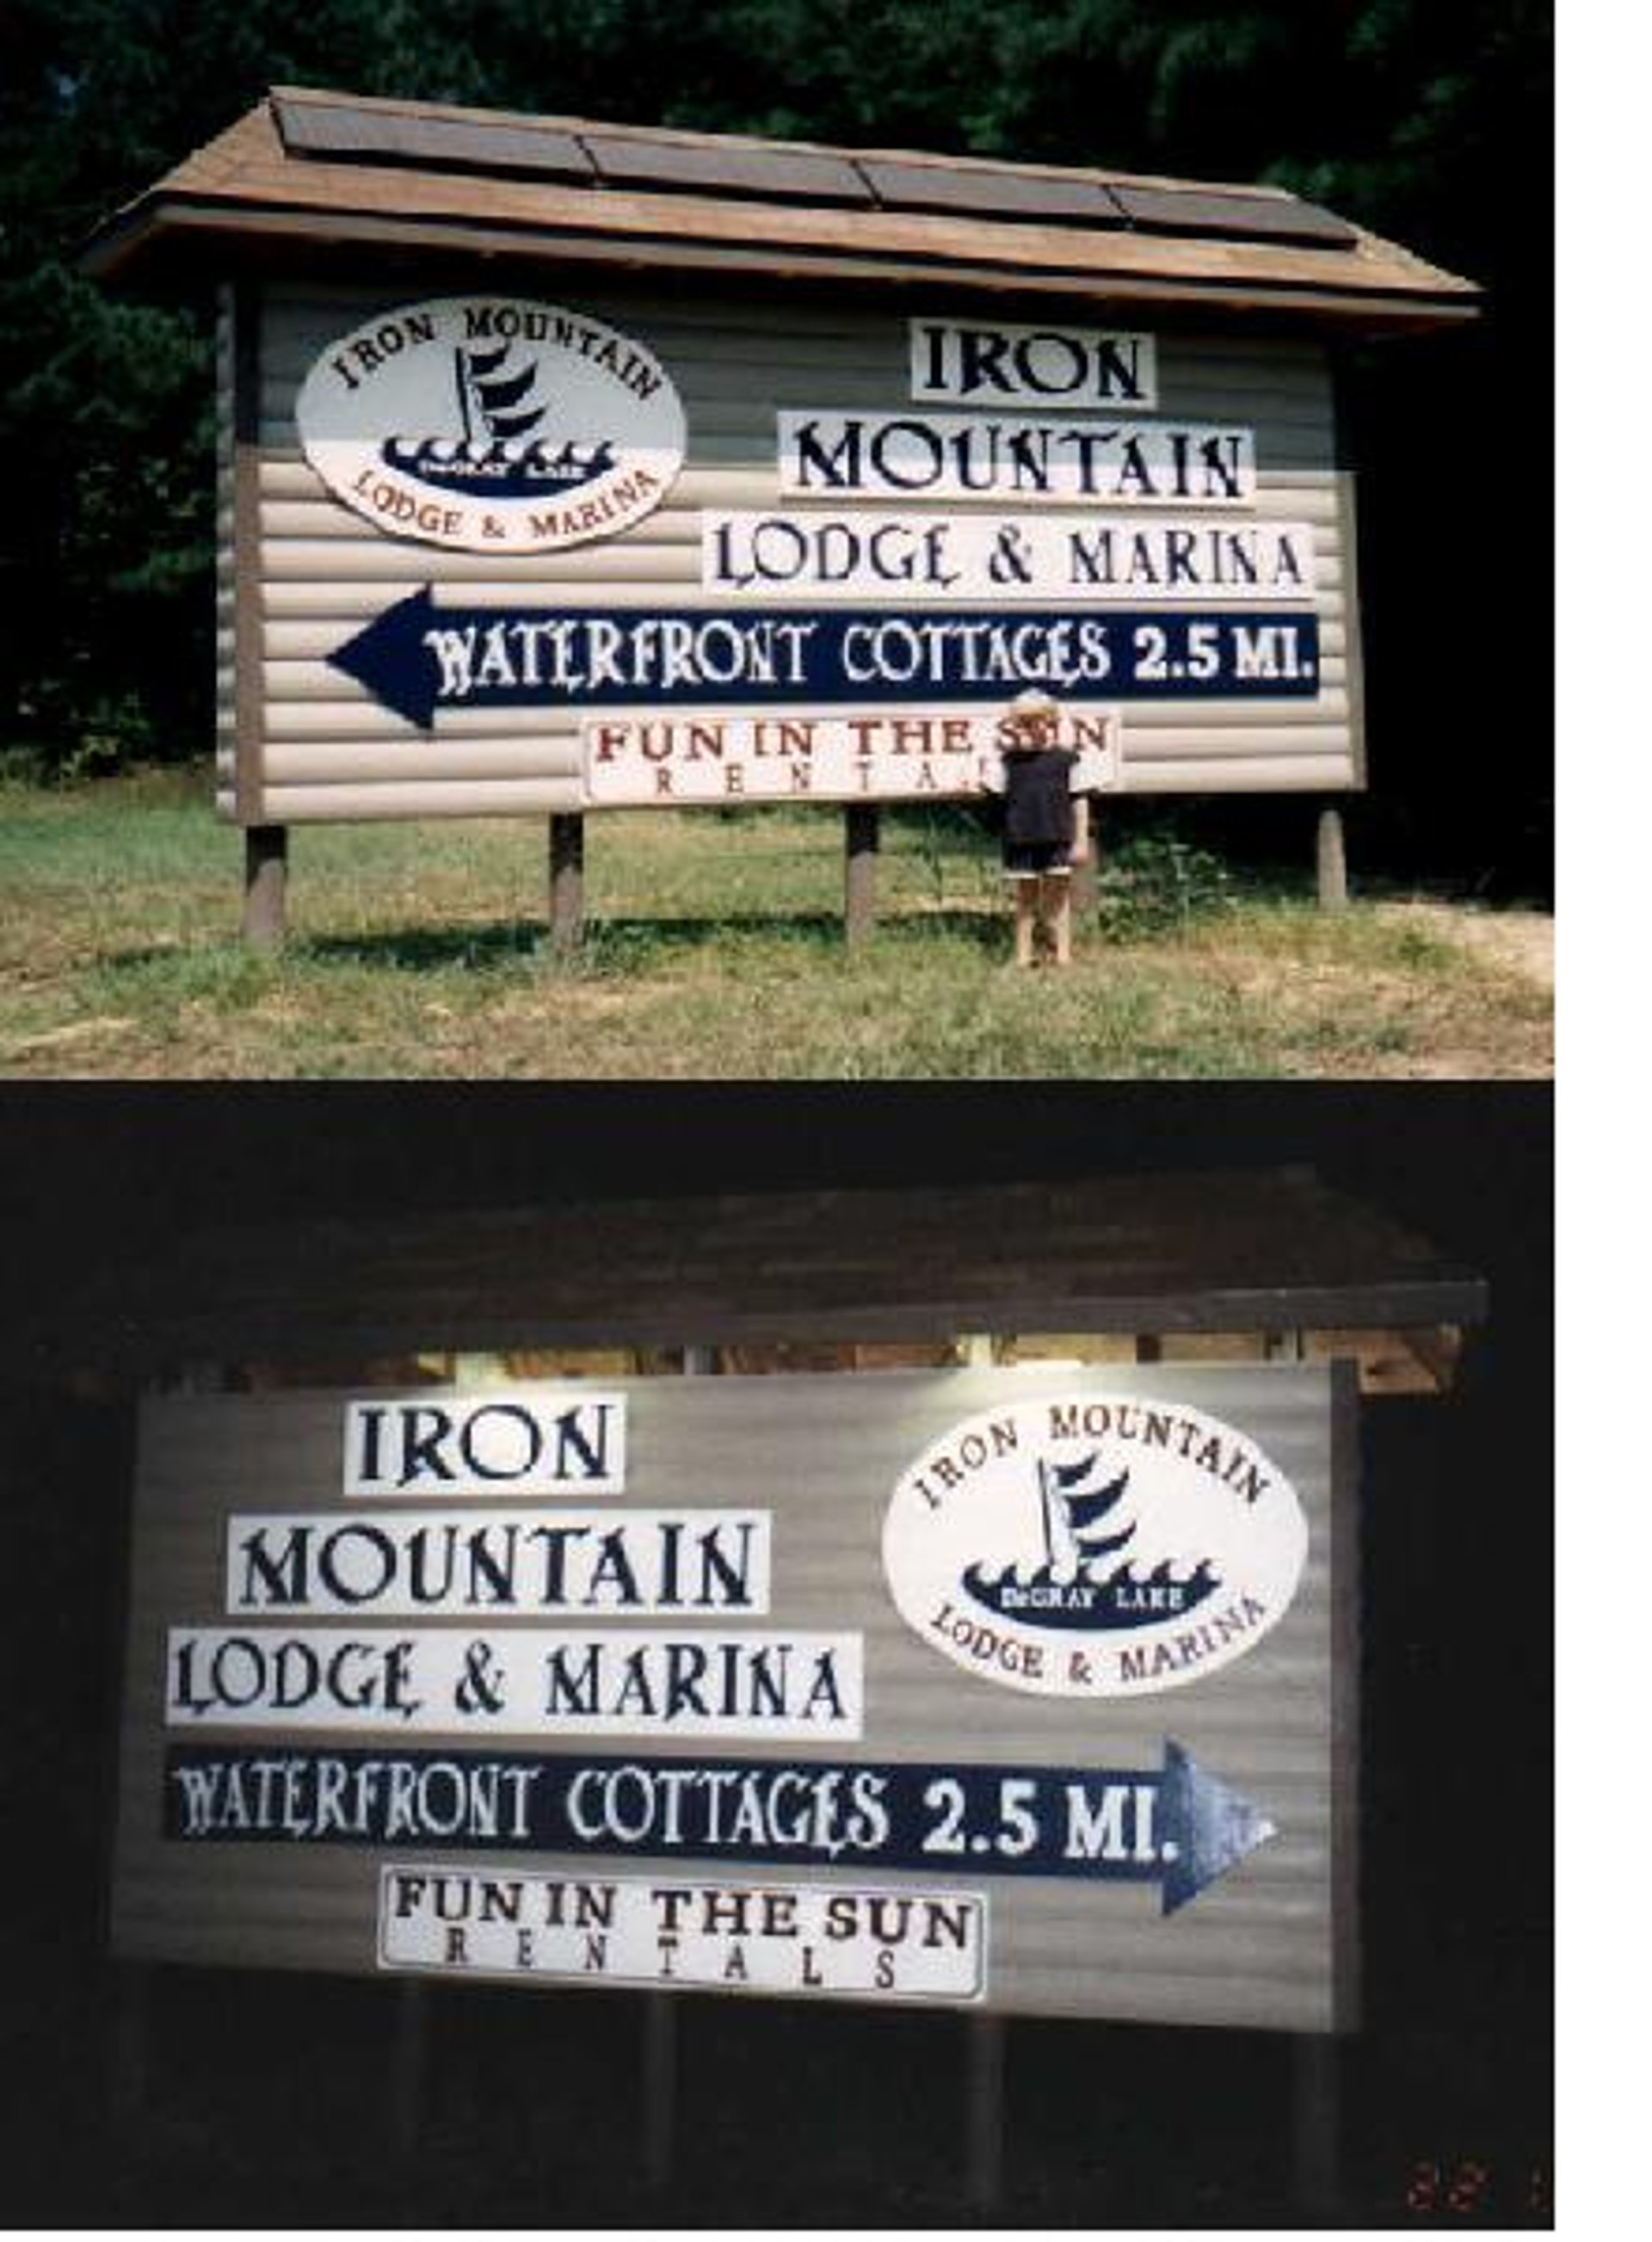 IRON MOUNTAIN
DeGRAY LAKE
LODGE & MARINA
IRON
MOUNTAIN
LODGE & MARINA
WATERFRONT COTTAGES 2.5 MI.
FUN IN THE SUN
RENTAL
IRON
MOUNTAIN
LODGE & MARINA
IRON MOUNTAIN
DeGRAY LAKE
LODGE & MARINA
WATERFRONT COTTAGES 2.5 MI.
FUN IN THE SUN
RENTALS